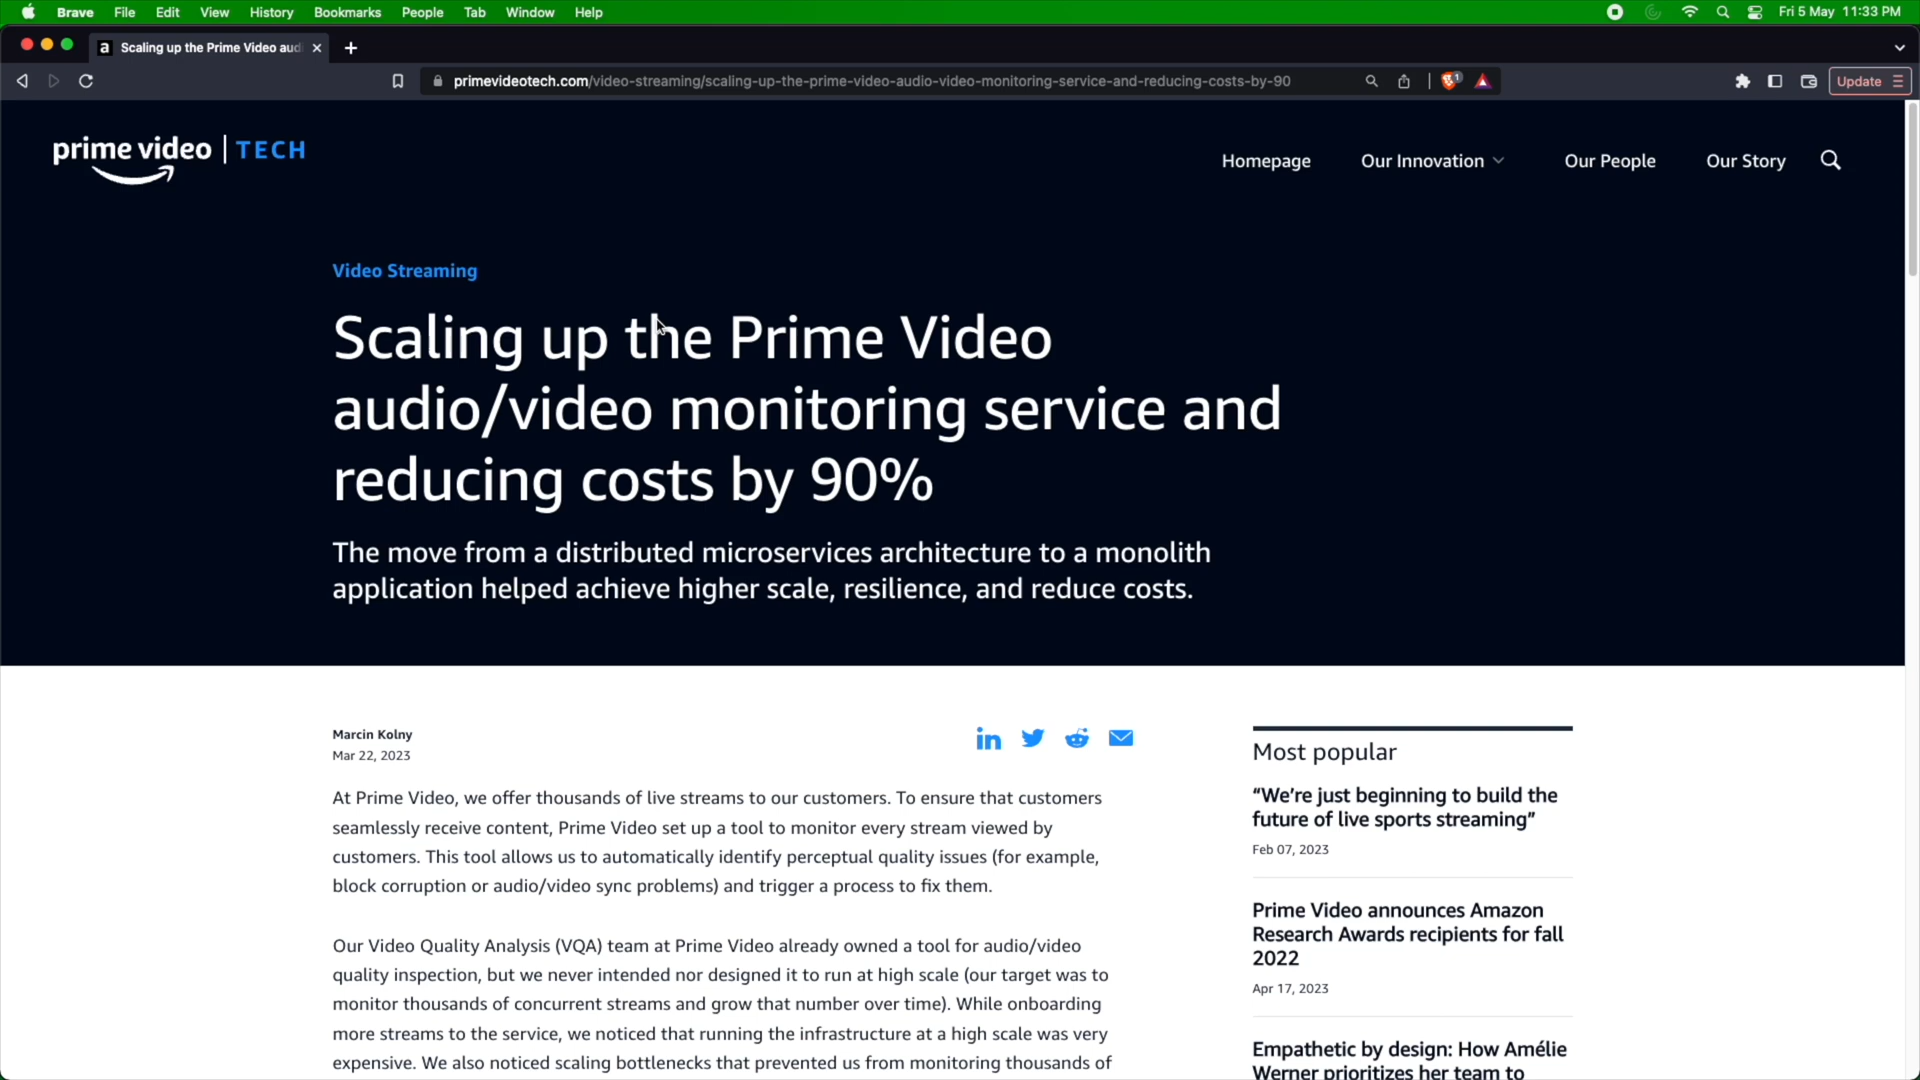 Brave File Edit View History Bookmarks People Tab Window Help Fri 5 May 11:33 PM
a Scaling up the Prime Video aud
primevideotech.com/video-streaming/scaling-up-the-prime-video-audio-video-monitoring-service-and-reducing-costs-by-90 1 Update
prime video | TECH
Homepage Our Innovation Our People Our Story
Video Streaming
Scaling up the Prime Video
audio/video monitoring service and
reducing costs by 90%
The move from a distributed microservices architecture to a monolith
application helped achieve higher scale, resilience, and reduce costs.
Marcin Kolny
Mar 22, 2023
in
At Prime Video, we offer thousands of live streams to our customers. To ensure that customers
seamlessly receive content, Prime Video set up a tool to monitor every stream viewed by
customers. This tool allows us to automatically identify perceptual quality issues (for example,
block corruption or audio/video sync problems) and trigger a process to fix them.
Our Video Quality Analysis (VQA) team at Prime Video already owned a tool for audio/video
quality inspection, but we never intended nor designed it to run at high scale (our target was to
monitor thousands of concurrent streams and grow that number over time). While onboarding
more streams to the service, we noticed that running the infrastructure at a high scale was very
expensive. We also noticed scaling bottlenecks that prevented us from monitoring thousands of
Most popular
“We’re just beginning to build the
future of live sports streaming”
Feb 07, 2023
Prime Video announces Amazon
Research Awards recipients for fall
2022
Apr 17, 2023
Empathetic by design: How Amélie
Werner prioritizes her team to